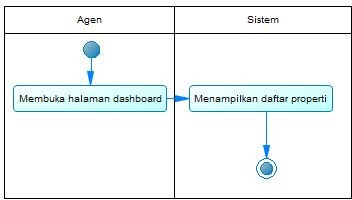 Agen
Sistem
Membuka halaman dashboard
Menampilkan daftar properti